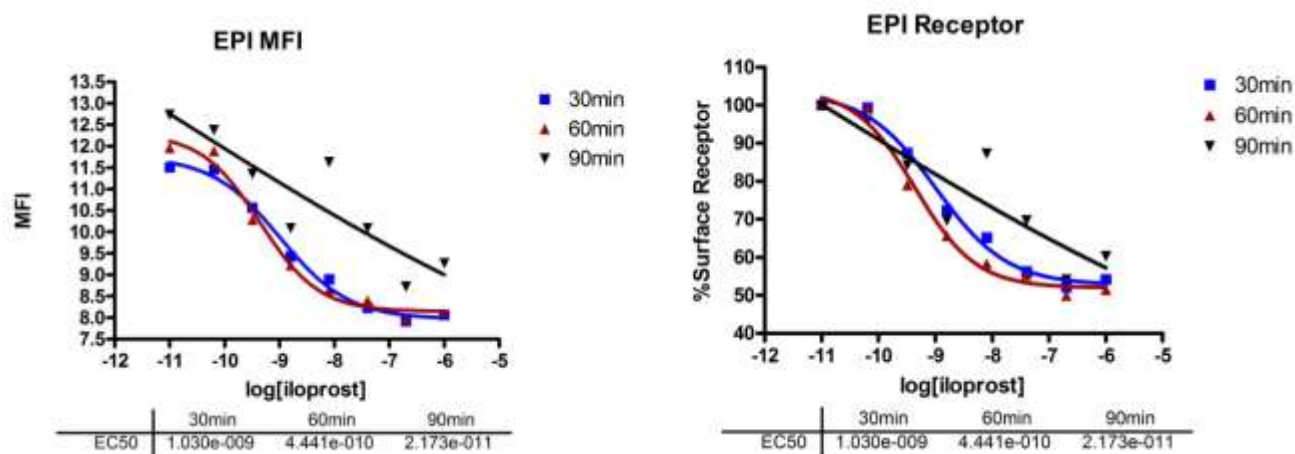 EPI MFI
13.5
13.0
12.5
12.0
11.5
11.0
10.5
10.0
9.5
9.0
8.5
8.0
7.5
MFI
-12 -11 -10 -9 -8 -7 -6 -5
log[iloprost]
30min
60min
90min
30min 60min 90min
EC50 1.030e-009 4.441e-010 2.173e-011
EPI Receptor
110
100
90
80
70
60
50
40
%Surface Receptor
-12 -11 -10 -9 -8 -7 -6 -5
log[iloprost]
30min
60min
90min
30min 60min 90min
EC50 1.030e-009 4.441e-010 2.173e-011